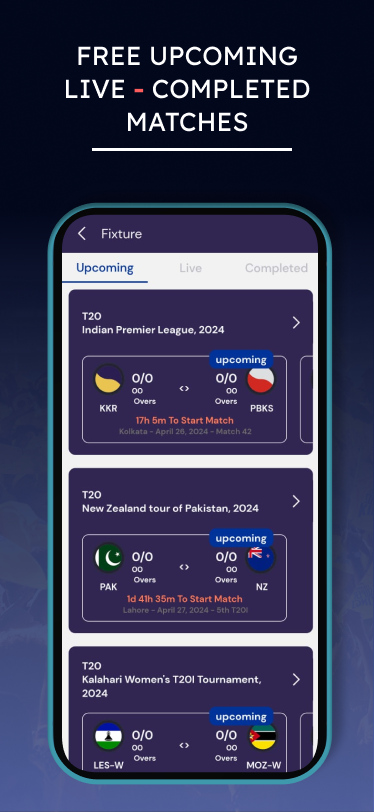 FREE UPCOMING
LIVE - COMPLETED
MATCHES
Fixture
Upcoming Live Completed
T20
Indian Premier League, 2024
upcoming
0/0 <> 0/0
00 00
Overs Overs
KKR PBKS
17h 5m To Start Match
Kolkata - April 26, 2024 - Match 42
T20
New Zealand tour of Pakistan, 2024
upcoming
0/0 <> 0/0
00 00
Overs Overs
PAK NZ
1d 41h 35m To Start Match
Lahore - April 27, 2024 - 5th T20I
T20
Kalahari Women's T20I Tournament,
2024
upcoming
0/0 <> 0/0
00 00
Overs Overs
LES-W MOZ-W